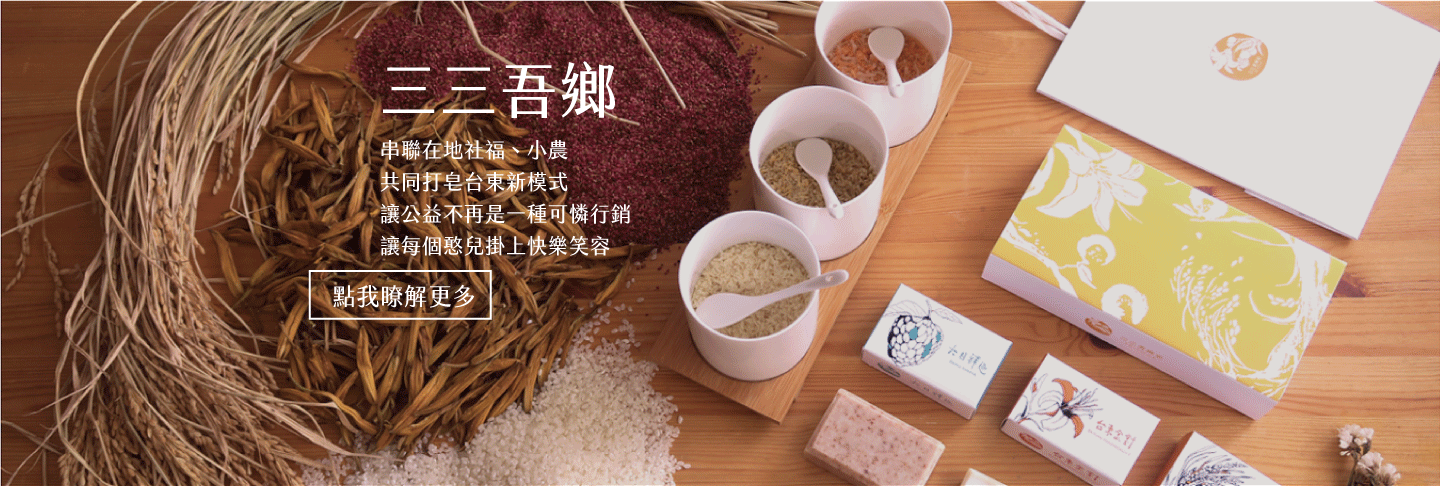 三三吾鄉
串聯在地社福、小農
共同打皂台東新模式
讓公益不再是一種可憐行銷
讓每個憨兒掛上快樂笑容
點我瞭解更多